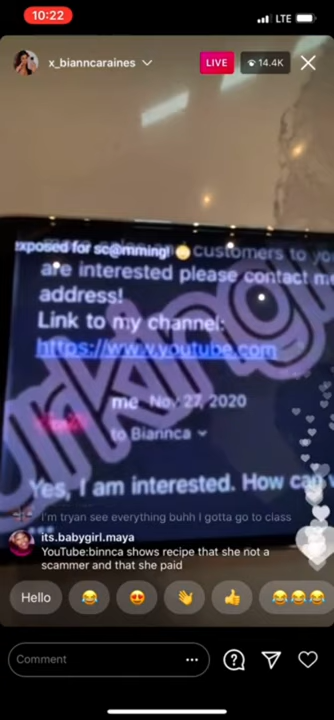 10:22
LTE
x_bianncaraines
LIVE
14.4K
exposed for sc@mming!
customers to you
are interested please contact me
address!
Link to my channel:
https://www.youtube.com
me Nov 27, 2020
to Biannca
Yes, I am interested. How can
i'm tryan see everything buhh I gotta go to class
its.babygirl.maya
YouTube:binnca shows recipe that she not a
scammer and that she paid
Hello
Comment